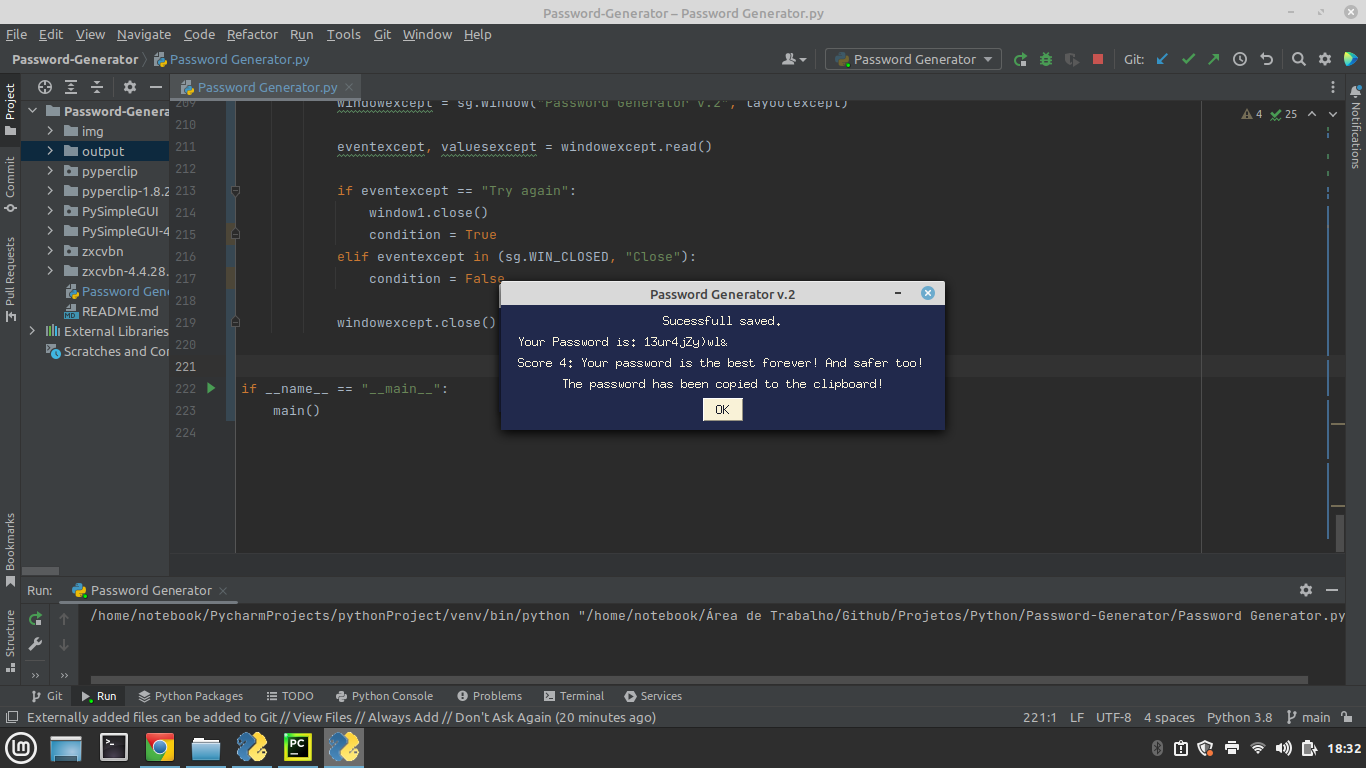 Password-Generator – Password Generator.py
File Edit View Navigate Code Refactor Run Tools Git Window Help
Password-Generator Password Generator.py
Password Generator
Git:
Project
Password Generator.py
Password-Genera
img
output
pyperclip
pyperclip-1.8.2
PySimpleGUI
PySimpleGUI-4
zxcvbn
zxcvbn-4.4.28.
Password Gen
README.md
External Libraries
Scratches and Co
Commit
Pull Requests
Bookmarks
Structure
Notifications
4 25
209 windowexcept = sg.Window("Password Generator v.2", layoutexcept)
210
211 eventexcept, valuesexcept = windowexcept.read()
212
213 if eventexcept == "Try again":
214 window1.close()
215 condition = True
216 elif eventexcept in (sg.WIN_CLOSED, "Close"):
217 condition = False
218
219 windowexcept.close()
220
221
222 if __name__ == "__main__":
223 main()
224
Password Generator v.2
Sucessfull saved.
Your Password is: 13ur4jZy)wl&
Score 4: Your password is the best forever! And safer too!
The password has been copied to the clipboard!
OK
Run: Password Generator
/home/notebook/PycharmProjects/pythonProject/venv/bin/python "/home/notebook/Área de Trabalho/Github/Projetos/Python/Password-Generator/Password Generator.py
Git Run Python Packages TODO Python Console Problems Terminal Services
Externally added files can be added to Git // View Files // Always Add // Don't Ask Again (20 minutes ago)
221:1 LF UTF-8 4 spaces Python 3.8 main
PC
18:32